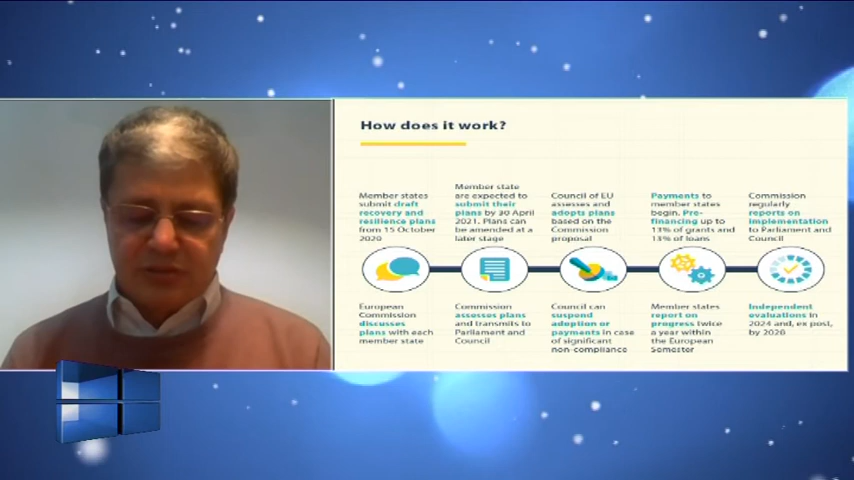 How does it work?
Member states
submit draft
recovery and
resilience plans
from 15 October
2020
Member state
are expected to
submit their
plans by 30 April
2021. Plans can
be amended at a
later stage
Council of EU
assesses and
adopts plans
based on the
Commission
proposal
Payments to
member states
begin. Pre-
financing up to
13% of grants and
13% of loans
Commission
regularly
reports on
implementation
to Parliament and
Council
European
Commission
discusses
plans with each
member state
Commission
assesses plans
and transmits to
Parliament and
Council
Council can
suspend
adoption or
payments in case
of significant
non-compliance
Member states
report on
progress twice
a year within
the European
Semester
Independent
evaluations in
2024 and, ex post,
by 2028